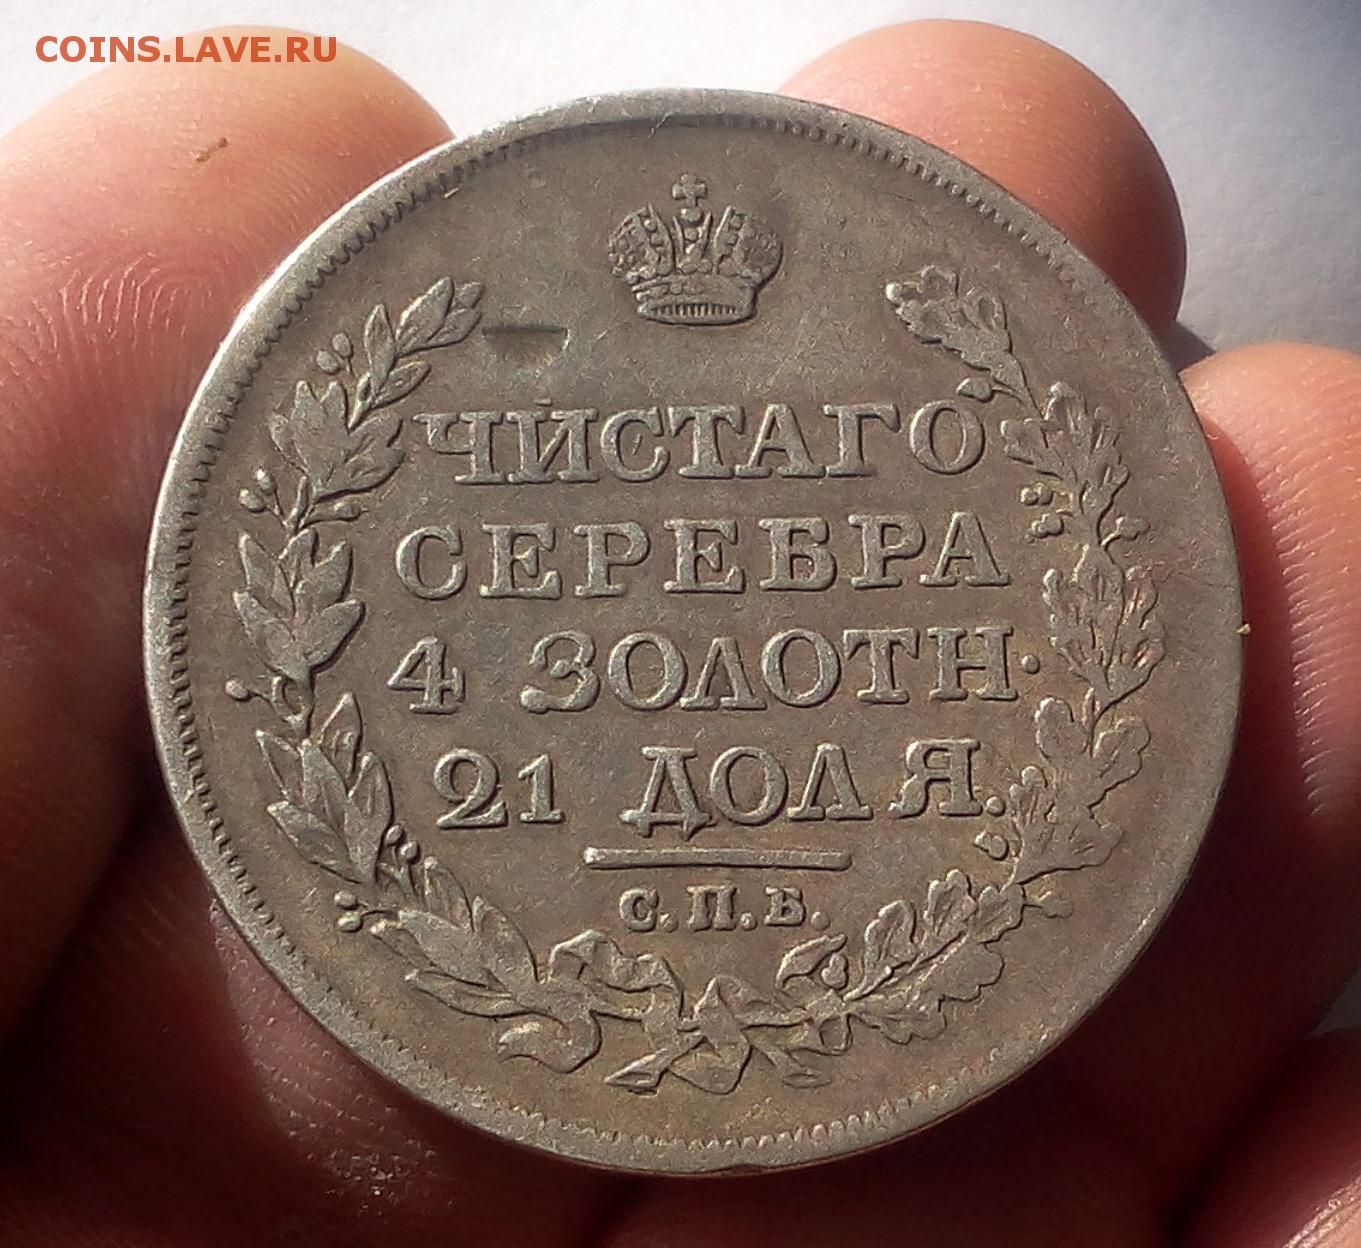 COINS.LAVE.RU
ЧИСТАГО
СЕРЕБРА
4 ЗОЛОТН.
21 ДОЛЯ.
С.П.Б.